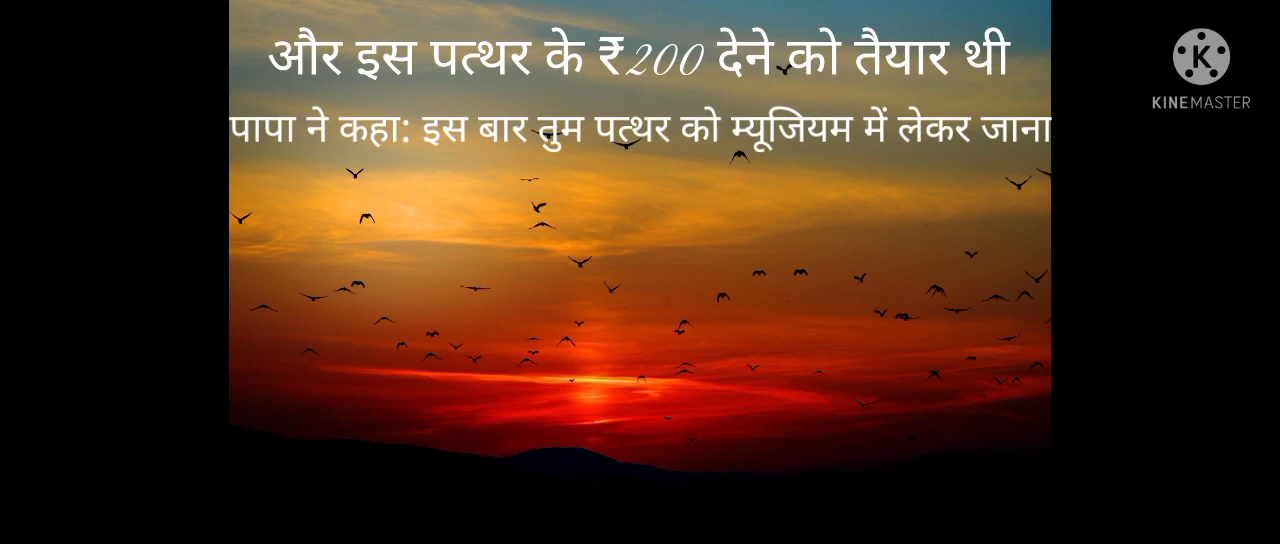 और इस पत्थर के ₹200 देने को तैयार थी
पापा ने कहा: इस बार तुम पत्थर को म्यूजियम में लेकर जाना
KINEMASTER